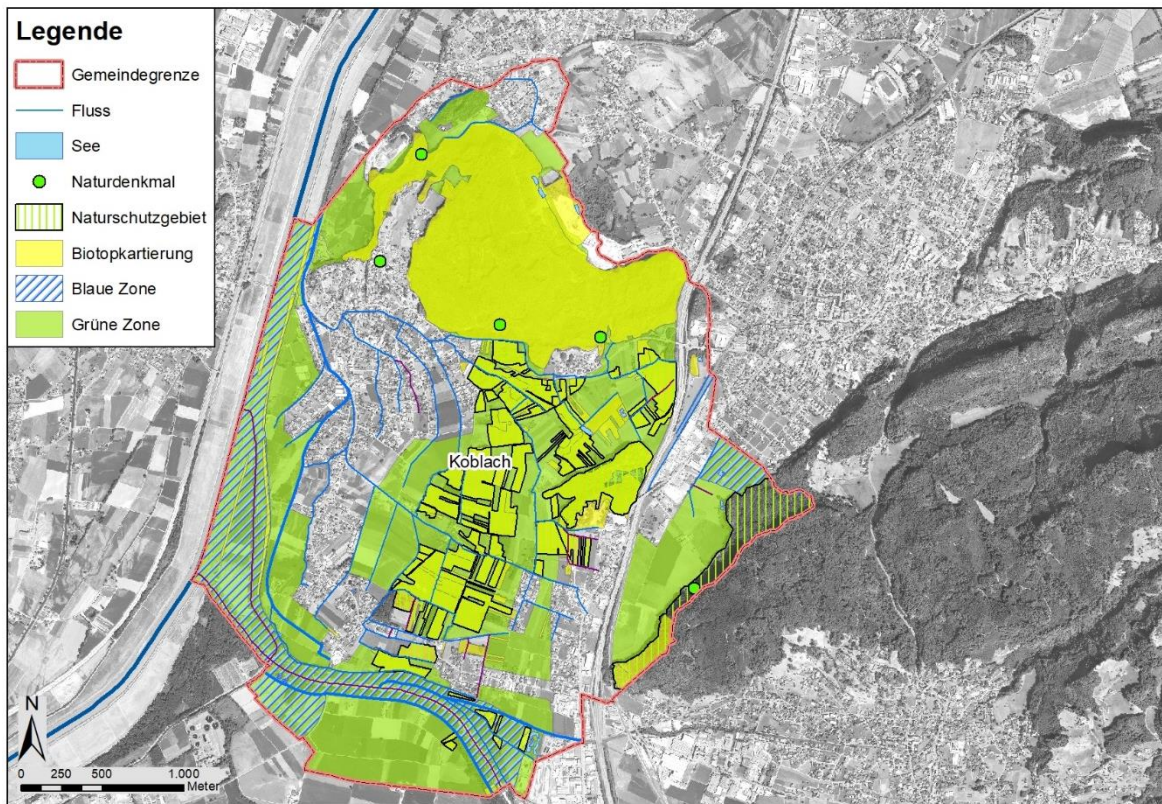 Legende
Gemeindegrenze
Fluss
See
Naturdenkmal
Naturschutzgebiet
Biotopkartierung
Blaue Zone
Grüne Zone
Koblach
N
0 250 500 1.000
Meter